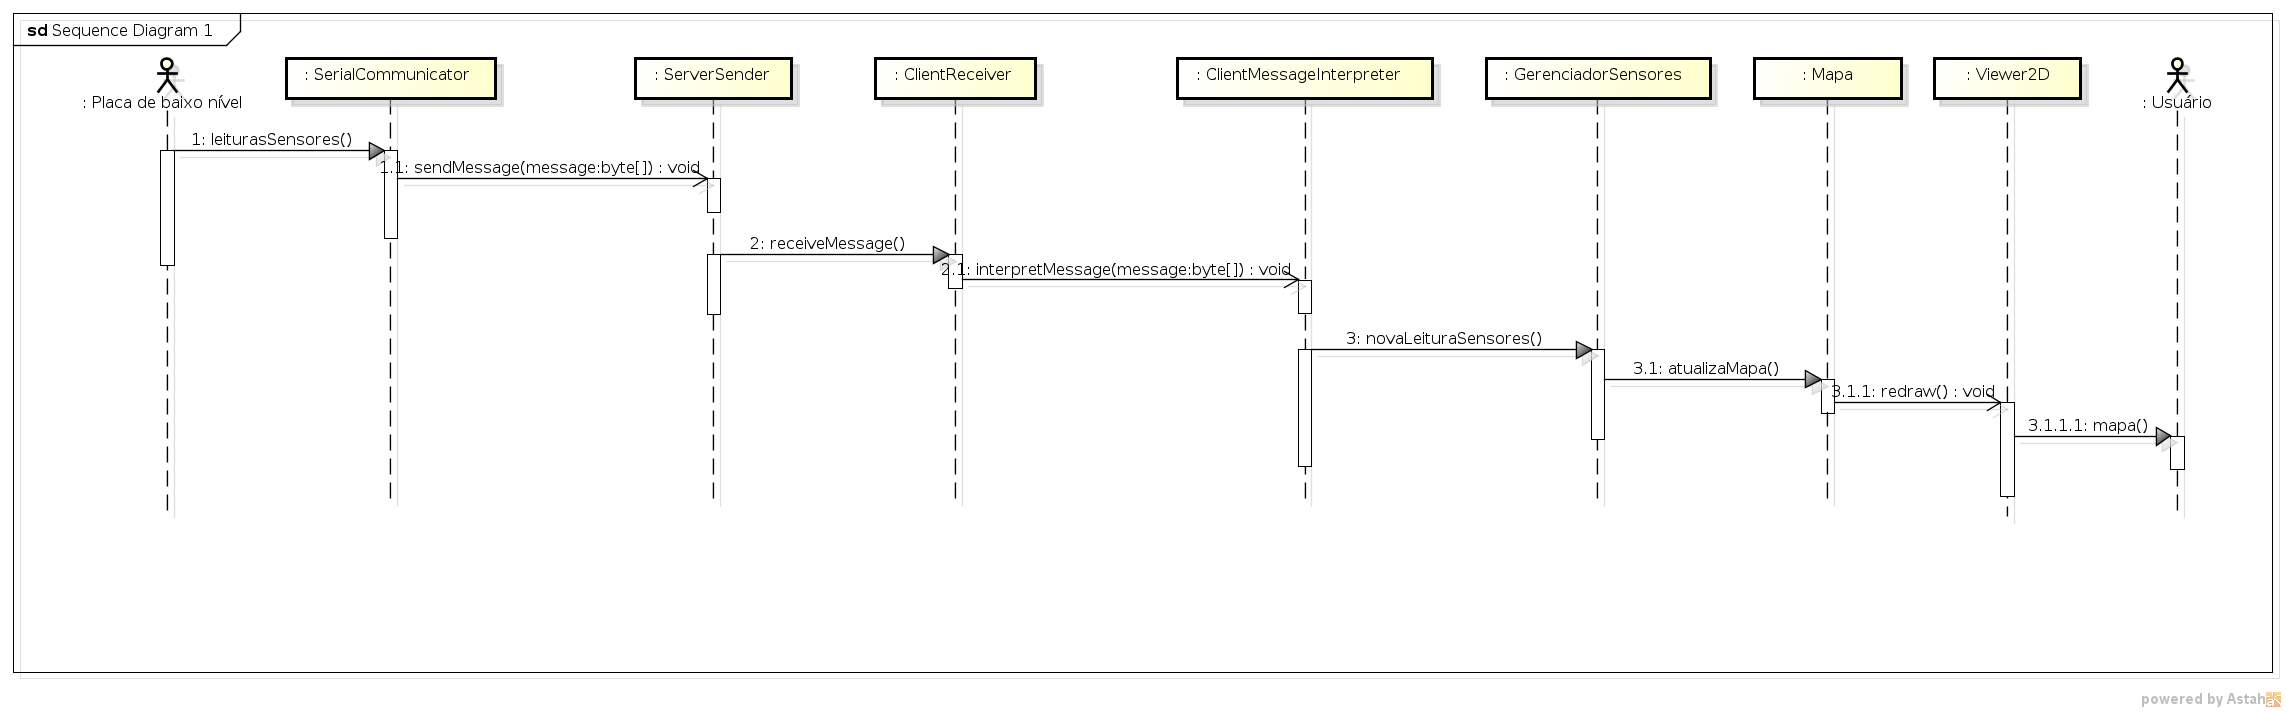 sd Sequence Diagram 1
: Placa de baixo nível
: SerialCommunicator
: ServerSender
: ClientReceiver
: ClientMessageInterpreter
: GerenciadorSensores
: Mapa
: Viewer2D
: Usuário
1: leiturasSensores()
1.1: sendMessage(message:byte[]) : void
2: receiveMessage()
2.1: interpretMessage(message:byte[]) : void
3: novaLeituraSensores()
3.1: atualizaMapa()
3.1.1: redraw() : void
3.1.1.1: mapa()
powered by Astah